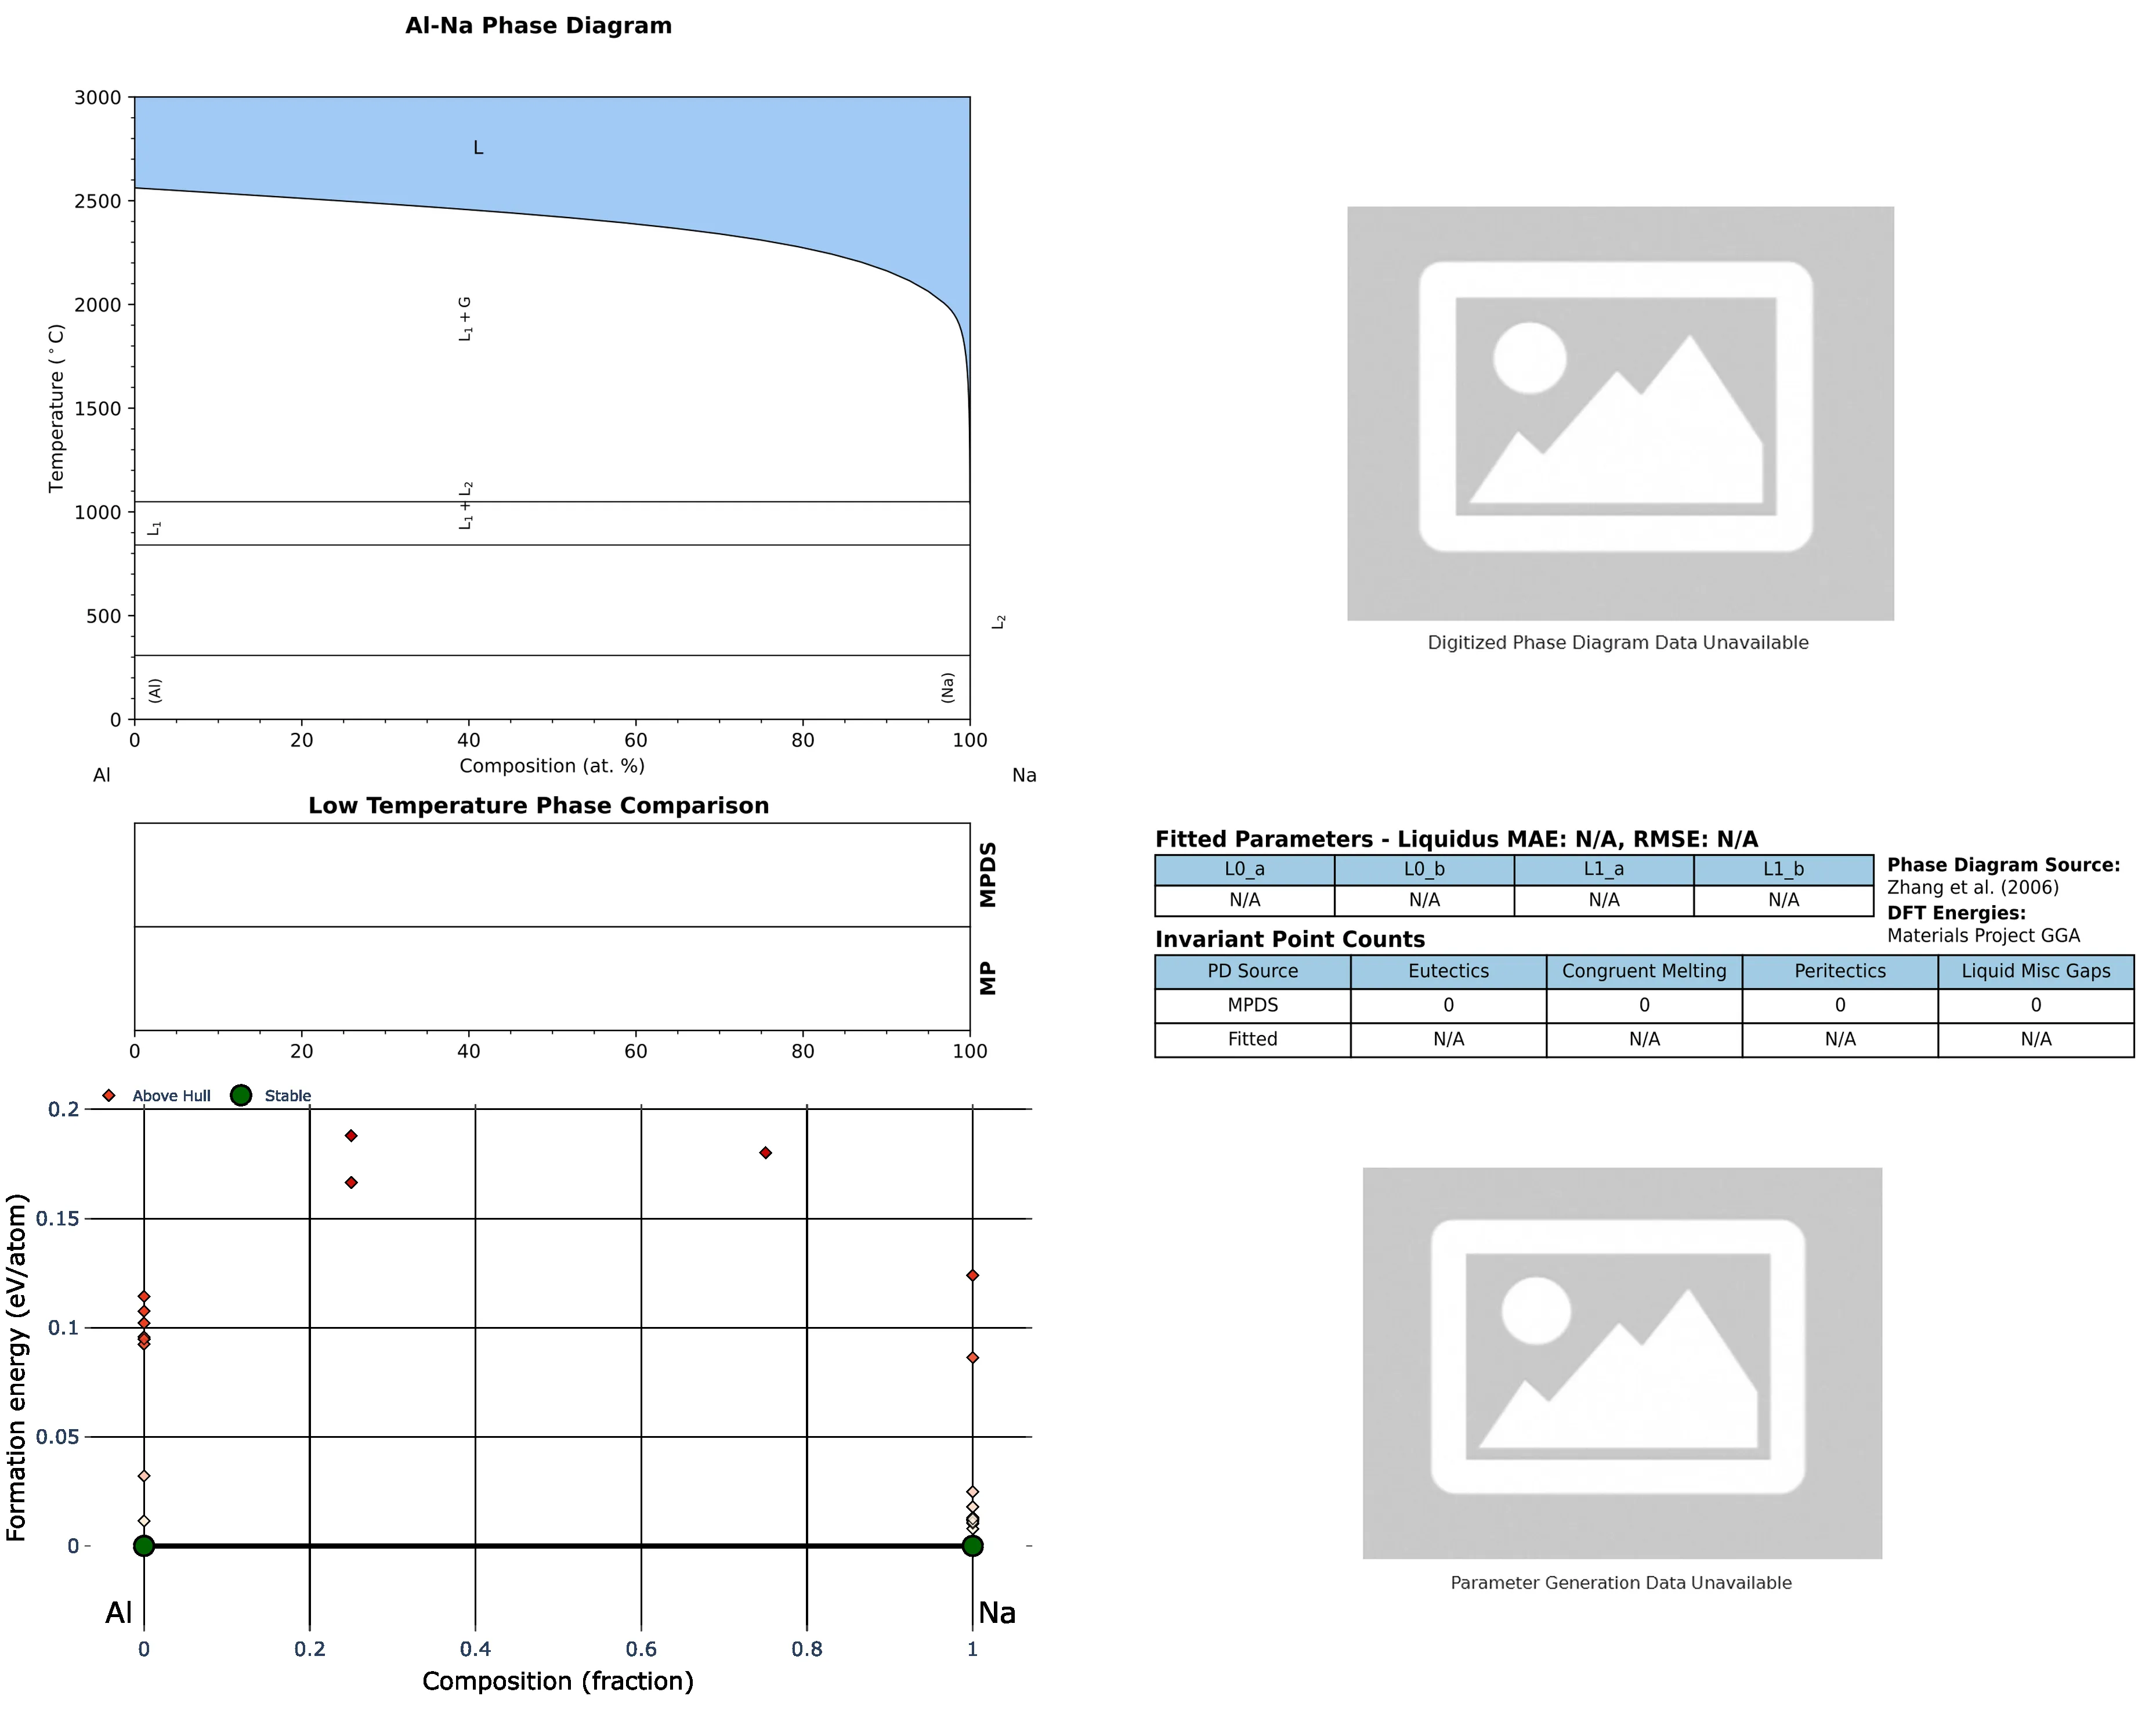 Al-Na Phase Diagram
3000
2500
2000
1500
1000
500
0
Temperature (°C)
L
L₁ + G
L₁ + L₂
L₁
L₂
(Al)
(Na)
0 20 40 60 80 100
Composition (at. %)
Al
Na
Digitized Phase Diagram Data Unavailable
Low Temperature Phase Comparison
MPDS
MP
0 20 40 60 80 100
Fitted Parameters - Liquidus MAE: N/A, RMSE: N/A
L0_a L0_b L1_a L1_b
N/A N/A N/A N/A
Phase Diagram Source:
Zhang et al. (2006)
DFT Energies:
Materials Project GGA
Invariant Point Counts
PD Source Eutectics Congruent Melting Peritectics Liquid Misc Gaps
MPDS 0 0 0 0
Fitted N/A N/A N/A N/A
Above Hull Stable
0.2
0.15
0.1
0.05
0
Formation energy (eV/atom)
Al
Na
0 0.2 0.4 0.6 0.8 1
Composition (fraction)
Parameter Generation Data Unavailable